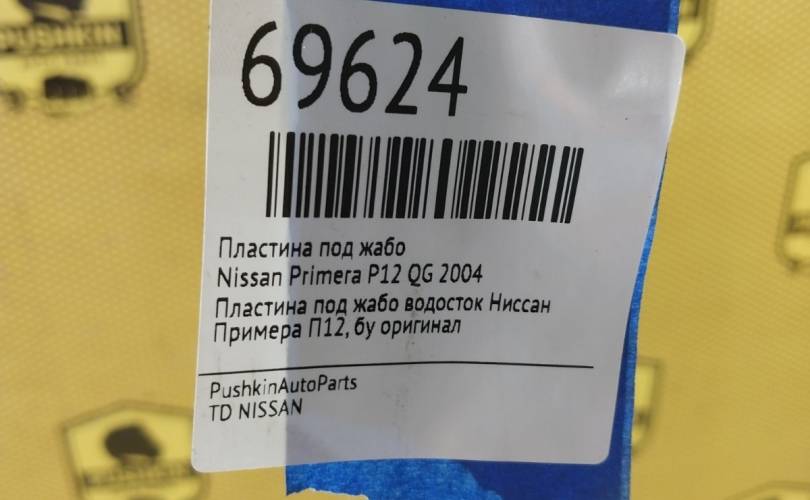 PUSHKIN
69624
Пластина под жабо
Nissan Primera P12 QG 2004
Пластина под жабо водосток Ниссан
Примера П12, бу оригинал
PushkinAutoParts
TD NISSAN